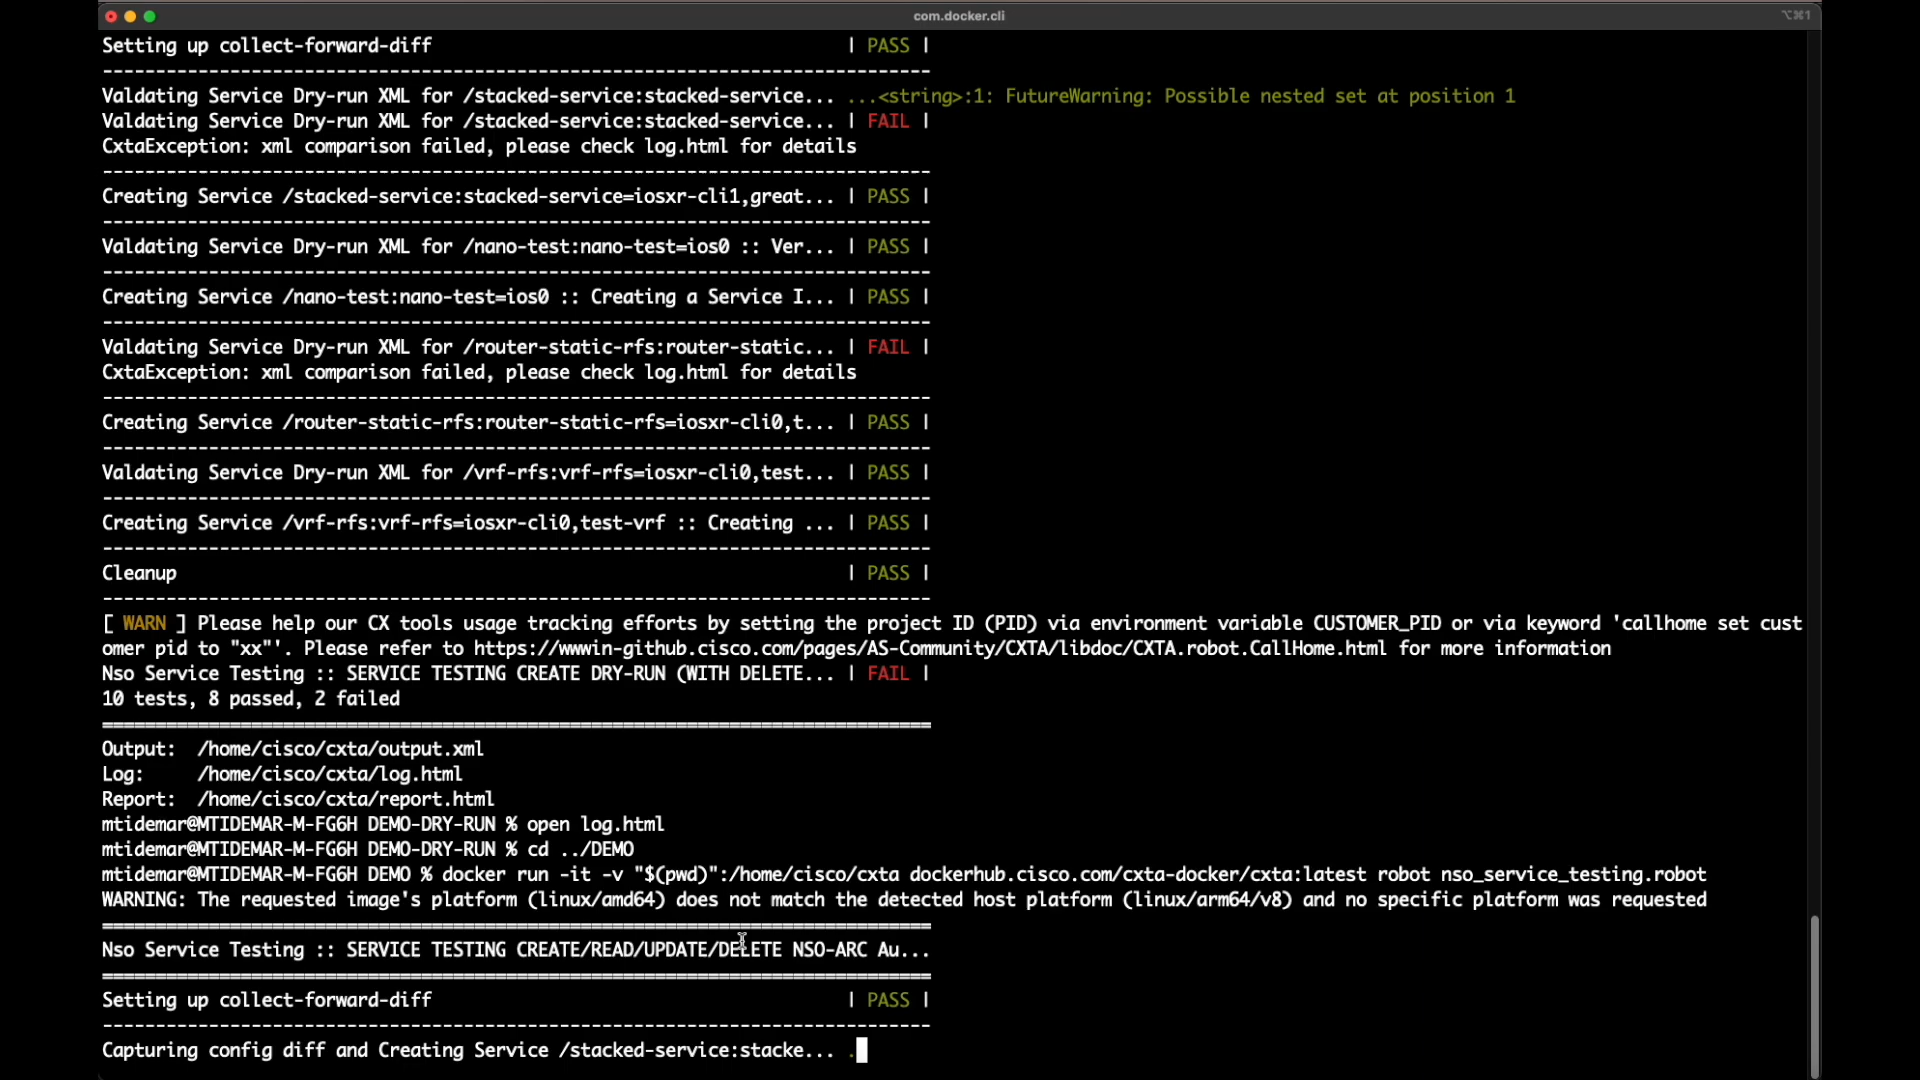 com.docker.cli
⌥⌘1
Setting up collect-forward-diff | PASS |
------------------------------------------------------------------------------
Valdating Service Dry-run XML for /stacked-service:stacked-service... ...<string>:1: FutureWarning: Possible nested set at position 1
Valdating Service Dry-run XML for /stacked-service:stacked-service... | FAIL |
CxtaException: xml comparison failed, please check log.html for details
------------------------------------------------------------------------------
Creating Service /stacked-service:stacked-service=iosxr-cli1,great... | PASS |
------------------------------------------------------------------------------
Valdating Service Dry-run XML for /nano-test:nano-test=ios0 :: Ver... | PASS |
------------------------------------------------------------------------------
Creating Service /nano-test:nano-test=ios0 :: Creating a Service I... | PASS |
------------------------------------------------------------------------------
Valdating Service Dry-run XML for /router-static-rfs:router-static... | FAIL |
CxtaException: xml comparison failed, please check log.html for details
------------------------------------------------------------------------------
Creating Service /router-static-rfs:router-static-rfs=iosxr-cli0,t... | PASS |
------------------------------------------------------------------------------
Valdating Service Dry-run XML for /vrf-rfs:vrf-rfs=iosxr-cli0,test... | PASS |
------------------------------------------------------------------------------
Creating Service /vrf-rfs:vrf-rfs=iosxr-cli0,test-vrf :: Creating ... | PASS |
------------------------------------------------------------------------------
Cleanup | PASS |
------------------------------------------------------------------------------
[ WARN ] Please help our CX tools usage tracking efforts by setting the project ID (PID) via environment variable CUSTOMER_PID or via keyword 'callhome set cust
omer pid to "xx"'. Please refer to https://wwwin-github.cisco.com/pages/AS-Community/CXTA/libdoc/CXTA.robot.CallHome.html for more information
Nso Service Testing :: SERVICE TESTING CREATE DRY-RUN (WITH DELETE... | FAIL |
10 tests, 8 passed, 2 failed
==============================================================================
Output:  /home/cisco/cxta/output.xml
Log:     /home/cisco/cxta/log.html
Report:  /home/cisco/cxta/report.html
mtidemar@MTIDEMAR-M-FG6H DEMO-DRY-RUN % open log.html
mtidemar@MTIDEMAR-M-FG6H DEMO-DRY-RUN % cd ../DEMO
mtidemar@MTIDEMAR-M-FG6H DEMO % docker run -it -v "$(pwd)":/home/cisco/cxta dockerhub.cisco.com/cxta-docker/cxta:latest robot nso_service_testing.robot
WARNING: The requested image's platform (linux/amd64) does not match the detected host platform (linux/arm64/v8) and no specific platform was requested
==============================================================================
Nso Service Testing :: SERVICE TESTING CREATE/READ/UPDATE/DELETE NSO-ARC Au...
==============================================================================
Setting up collect-forward-diff | PASS |
------------------------------------------------------------------------------
Capturing config diff and Creating Service /stacked-service:stacke... .